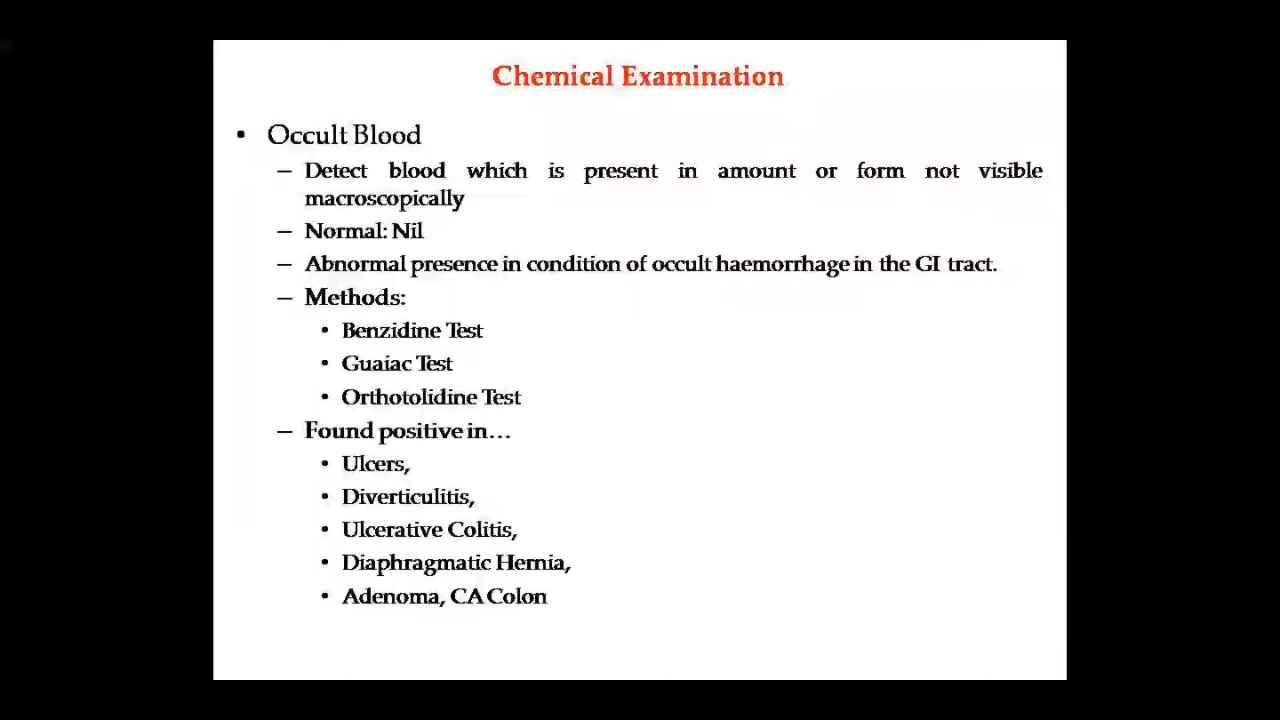 Chemical Examination
• Occult Blood
– Detect blood which is present in amount or form not visible
macroscopically
– Normal: Nil
– Abnormal presence in condition of occult haemorrhage in the GI tract.
– Methods:
• Benzidine Test
• Guaiac Test
• Orthotolidine Test
– Found positive in…
• Ulcers,
• Diverticulitis,
• Ulcerative Colitis,
• Diaphragmatic Hernia,
• Adenoma, CA Colon